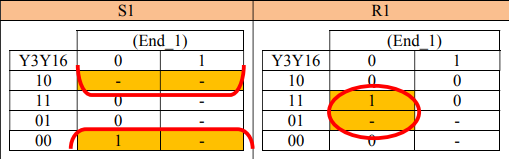 S1 R1
(End_1) (End_1)
Y3Y16 0 1 Y3Y16 0 1
10 - - 10 0 0
11 0 - 11 1 0
01 0 - 01 - -
00 1 - 00 0 -